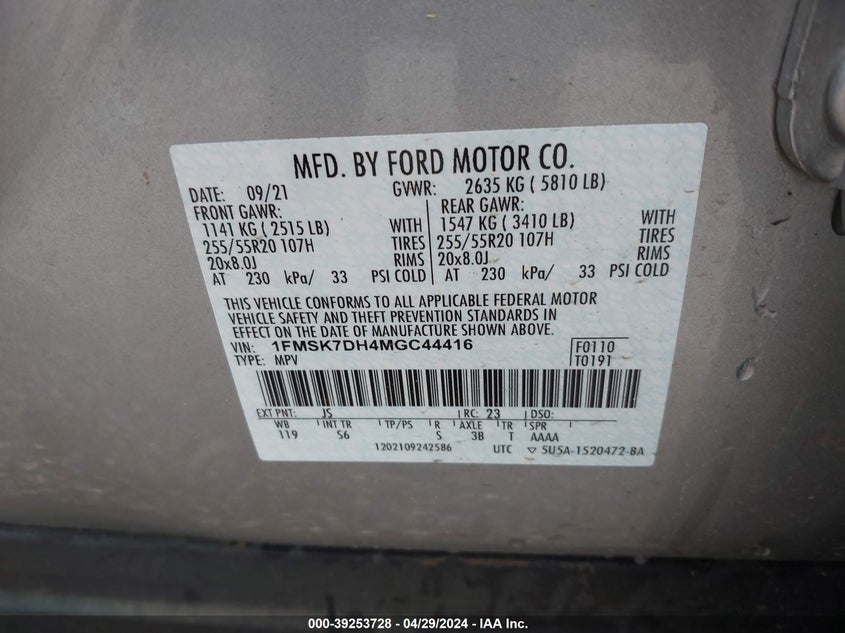 MFD. BY FORD MOTOR CO.
DATE: 09/21 GVWR: 2635 KG ( 5810 LB)
FRONT GAWR: REAR GAWR:
1141 KG ( 2515 LB) WITH 1547 KG ( 3410 LB) WITH
255/55R20 107H TIRES 255/55R20 107H TIRES
20x8.0J RIMS 20x8.0J RIMS
AT 230 kPa/ 33 PSI COLD AT 230 kPa/ 33 PSI COLD
THIS VEHICLE CONFORMS TO ALL APPLICABLE FEDERAL MOTOR
VEHICLE SAFETY AND THEFT PREVENTION STANDARDS IN
EFFECT ON THE DATE OF MANUFACTURE SHOWN ABOVE.
VIN: 1FMSK7DH4MGC44416 F0110
TYPE: MPV T0191
EXT PNT: JS RC: 23 DSO:
WB INT TR TP/PS R AXLE TR SPR
119 S6 S 3B T AAAA
1202109242586 UTC ▽ 5U5A-1520472-BA
000-39253728 - 04/29/2024 - IAA Inc.